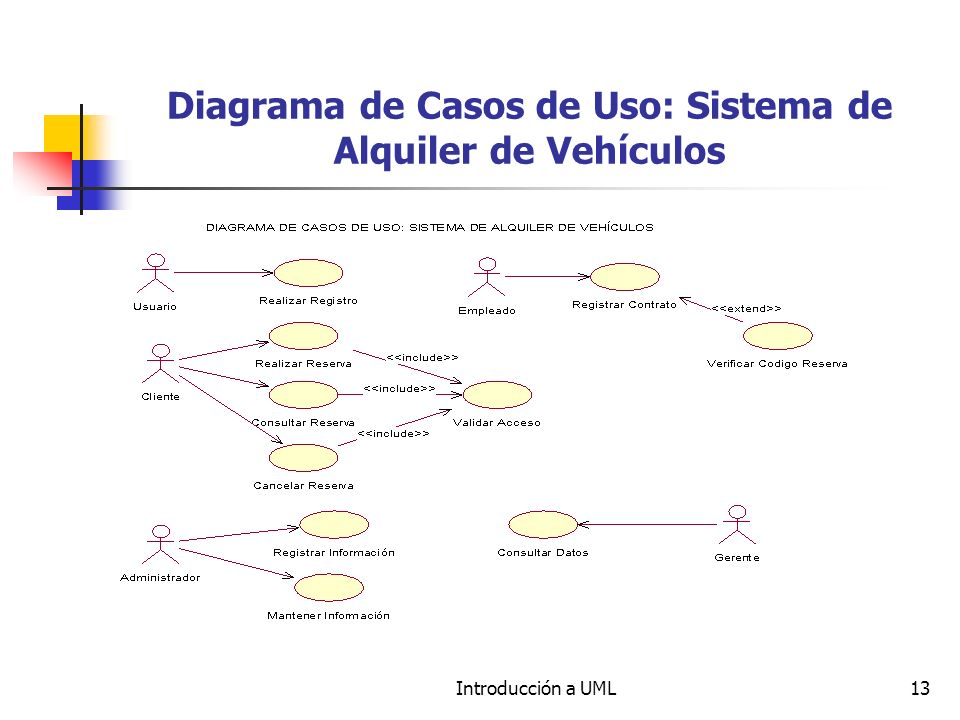 Diagrama de Casos de Uso: Sistema de
Alquiler de Vehículos
DIAGRAMA DE CASOS DE USO: SISTEMA DE ALQUILER DE VEHÍCULOS
Usuario
Realizar Registro
Empleado
Registrar Contrato
<<extend>>
Verificar Codigo Reserva
Cliente
Realizar Reserva
<<include>>
Consultar Reserva
<<include>>
Validar Acceso
<<include>>
Cancelar Reserva
Administrador
Registrar Información
Mantener Información
Consultar Datos
Gerente
Introducción a UML
13